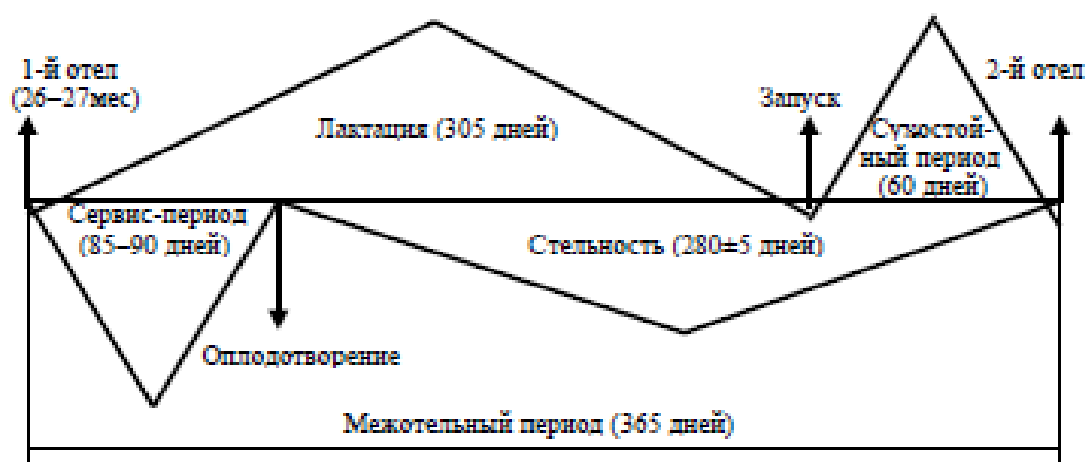 1-й отел
(26–27мес)
Лактация (305 дней)
Запуск
Сухостой-
ный период
(60 дней)
2-й отел
Сервис-период
(85–90 дней)
Стельность (280±5 дней)
Оплодотворение
Межотельный период (365 дней)